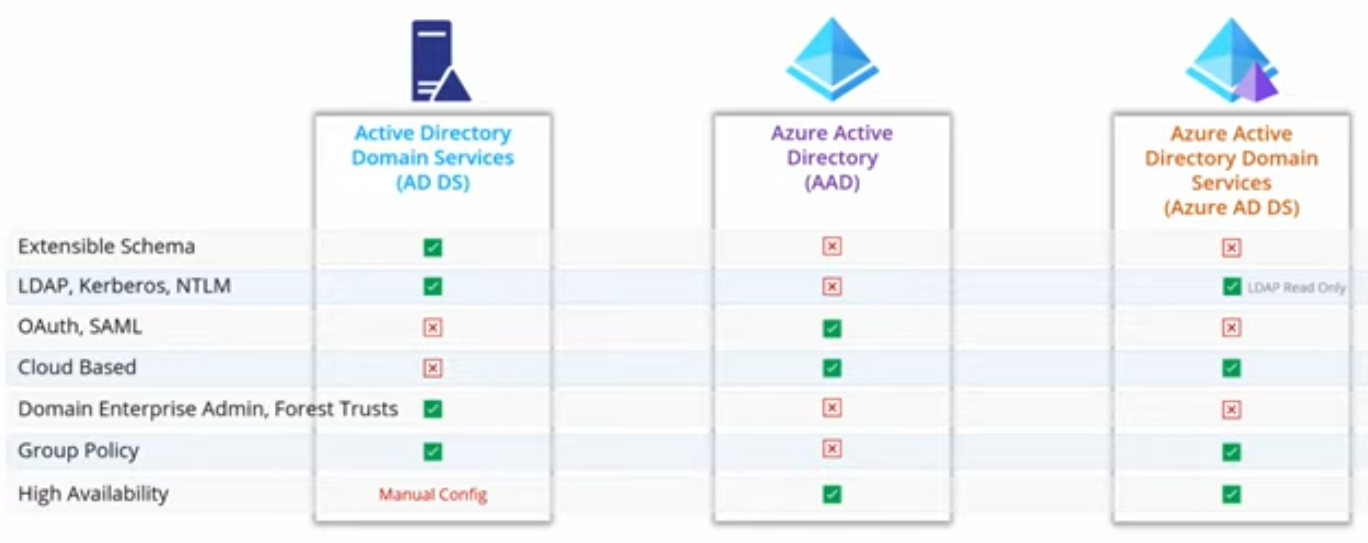 Active Directory
Domain Services
(AD DS)
Azure Active
Directory
(AAD)
Azure Active
Directory Domain
Services
(Azure AD DS)
Extensible Schema
LDAP, Kerberos, NTLM
LDAP Read Only
OAuth, SAML
Cloud Based
Domain Enterprise Admin, Forest Trusts
Group Policy
High Availability
Manual Config